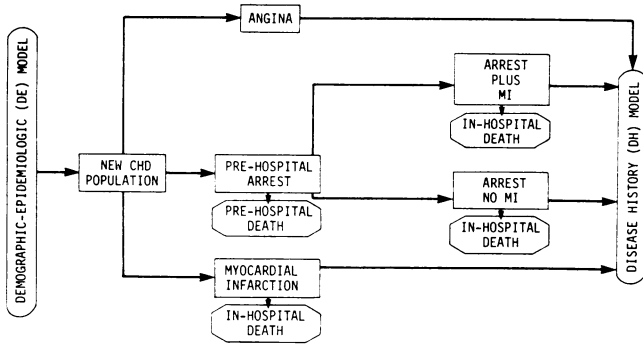 DEMOGRAPHIC-EPIDEMIOLOGIC (DE) MODEL
NEW CHD
POPULATION
ANGINA
PRE-HOSPITAL
ARREST
PRE-HOSPITAL
DEATH
MYOCARDIAL
INFARCTION
IN-HOSPITAL
DEATH
ARREST
PLUS
MI
IN-HOSPITAL
DEATH
ARREST
NO MI
IN-HOSPITAL
DEATH
DISEASE HISTORY (DH) MODEL